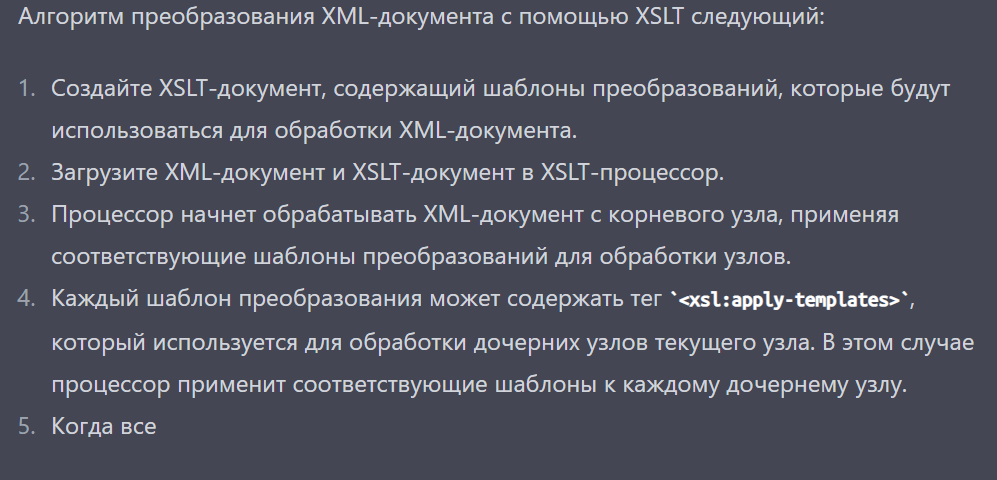 Алгоритм преобразования XML-документа с помощью XSLT следующий:
1. Создайте XSLT-документ, содержащий шаблоны преобразований, которые будут
использоваться для обработки XML-документа.
2. Загрузите XML-документ и XSLT-документ в XSLT-процессор.
3. Процессор начнет обрабатывать XML-документ с корневого узла, применяя
соответствующие шаблоны преобразований для обработки узлов.
4. Каждый шаблон преобразования может содержать тег `<xsl:apply-templates>`,
который используется для обработки дочерних узлов текущего узла. В этом случае
процессор применит соответствующие шаблоны к каждому дочернему узлу.
5. Когда все